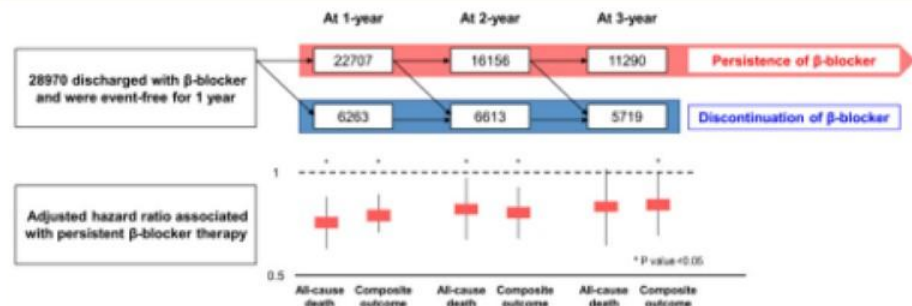 At 1-year At 2-year At 3-year
28970 discharged with β-blocker
and were event-free for 1 year
22707 16156 11290 Persistence of β-blocker
6263 6613 5719 Discontinuation of β-blocker
1 * * * * *
Adjusted hazard ratio associated
with persistent β-blocker therapy
* P value<0.05
0.5
All-cause Composite All-cause Composite All-cause Composite
death outcome death outcome death outcome